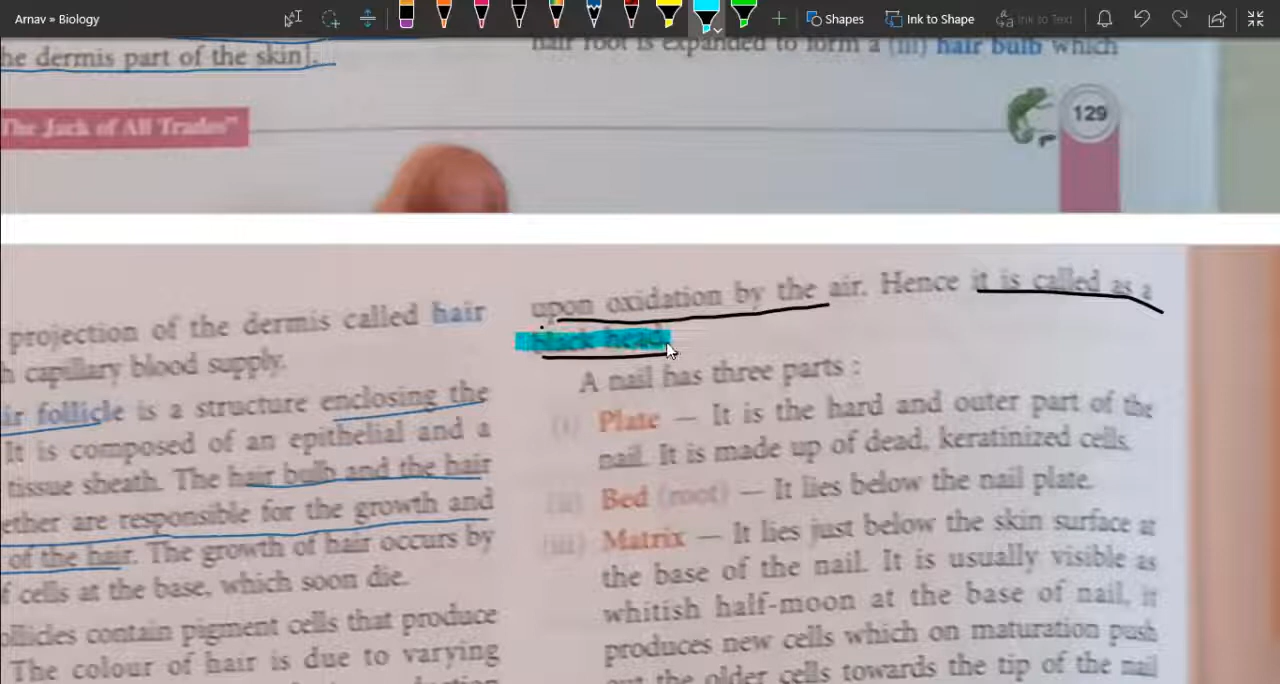 Arnav » Biology
Shapes
Ink to Shape
Ink to Text
he dermis part of the skin].
hair root is expanded to form a (iii) hair bulb which
The Jack of All Trades"
129
projection of the dermis called hair
h capillary blood supply.
air follicle is a structure enclosing the
It is composed of an epithelial and a
tissue sheath. The hair bulb and the hair
ether are responsible for the growth and
of the hair. The growth of hair occurs by
f cells at the base, which soon die.
ollicles contain pigment cells that produce
The colour of hair is due to varying
upon oxidation by the air. Hence it is called as a
black head.
A nail has three parts :
(i) Plate — It is the hard and outer part of the
nail. It is made up of dead, keratinized cells.
(ii) Bed (root) — It lies below the nail plate.
(iii) Matrix — It lies just below the skin surface at
the base of the nail. It is usually visible as
whitish half-moon at the base of nail, it
produces new cells which on maturation push
out the older cells towards the tip of the nail